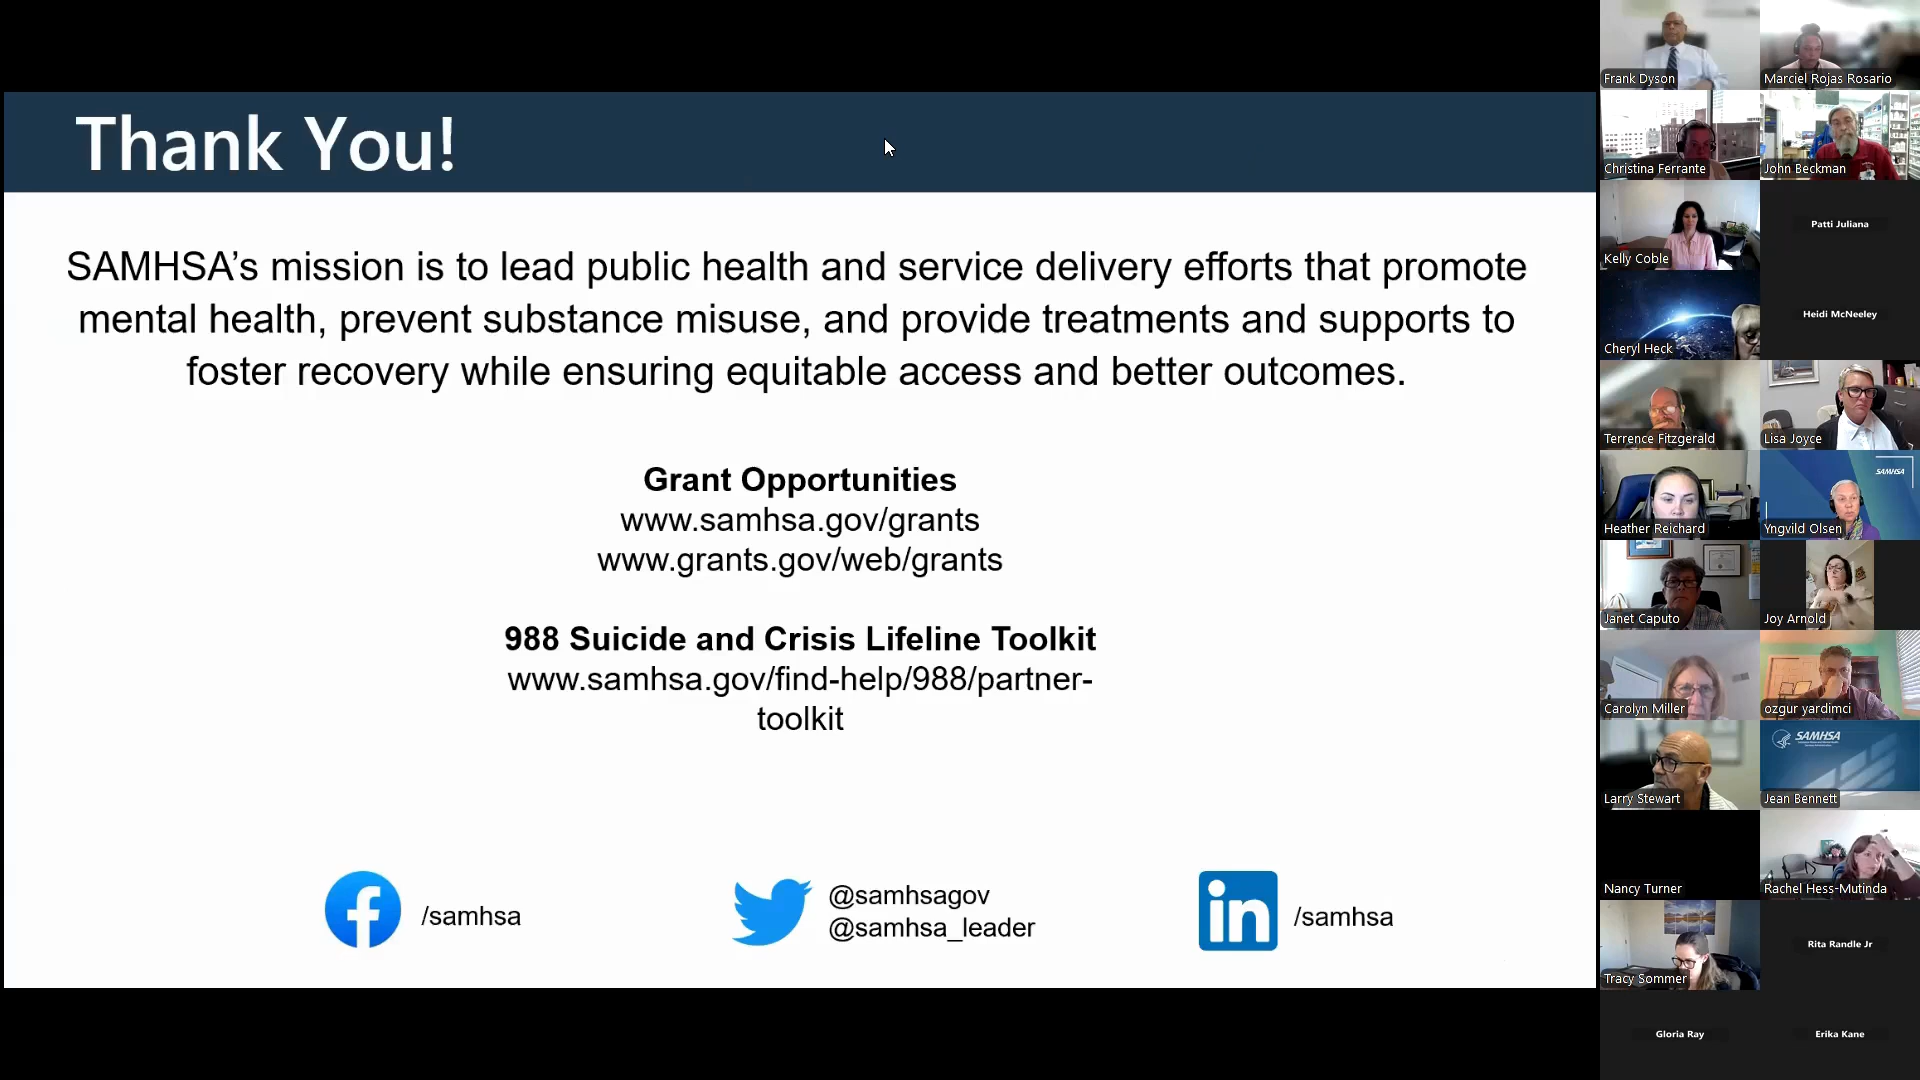 Thank You!
SAMHSA’s mission is to lead public health and service delivery efforts that promote
mental health, prevent substance misuse, and provide treatments and supports to
foster recovery while ensuring equitable access and better outcomes.
Grant Opportunities
www.samhsa.gov/grants
www.grants.gov/web/grants
988 Suicide and Crisis Lifeline Toolkit
www.samhsa.gov/find-help/988/partner-
toolkit
/samhsa
@samhsagov
@samhsa_leader
in
/samhsa
Frank Dyson
Marciel Rojas Rosario
Christina Ferrante
John Beckman
Kelly Coble
Patti Juliana
Cheryl Heck
Heidi McNeeley
Terrence Fitzgerald
Lisa Joyce
Heather Reichard
SAMHSA
Yngvild Olsen
Janet Caputo
Joy Arnold
Carolyn Miller
ozgur yardimci
Larry Stewart
SAMHSA
Jean Bennett
Nancy Turner
Rachel Hess-Mutinda
Tracy Sommer
Rita Randle Jr
Gloria Ray
Erika Kane